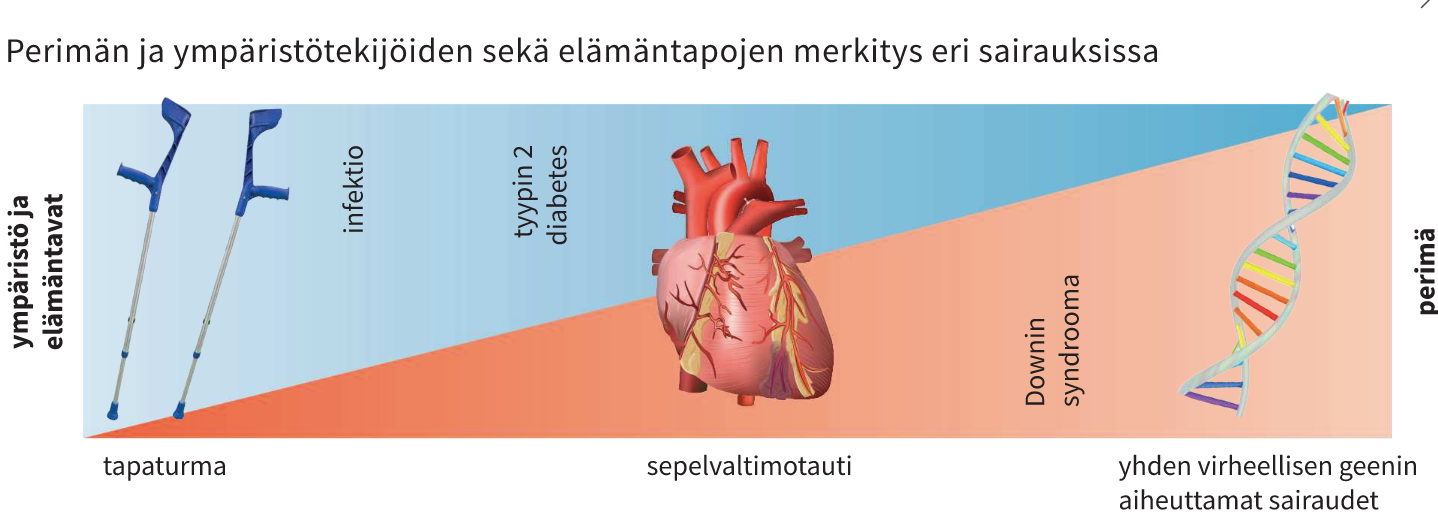 Perimän ja ympäristötekijöiden sekä elämäntapojen merkitys eri sairauksissa
ympäristö ja
elämäntavat
infektio
tyypin 2
diabetes
Downin
syndrooma
perimä
tapaturma
sepelvaltimotauti
yhden virheellisen geenin
aiheuttamat sairaudet